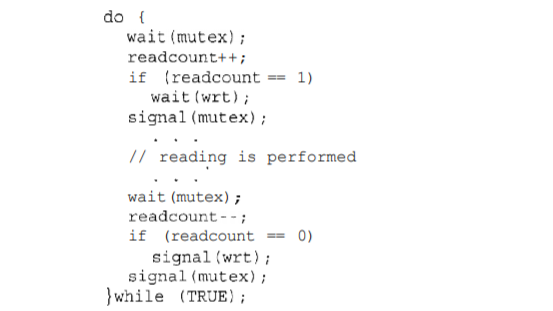 do {
wait(mutex);
readcount++;
if (readcount == 1)
wait(wrt);
signal(mutex);
. . .
// reading is performed
. . .
wait(mutex);
readcount--;
if (readcount == 0)
signal(wrt);
signal(mutex);
}while (TRUE);